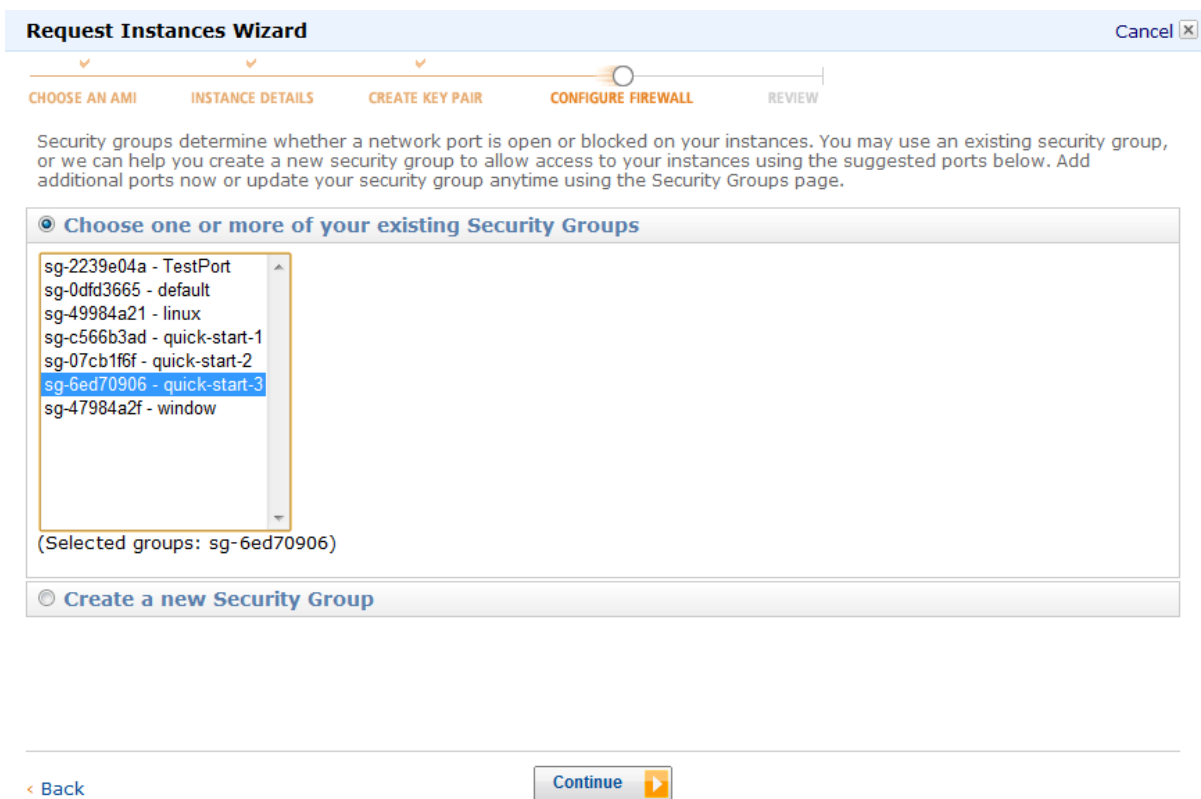 Request Instances Wizard
Cancel
CHOOSE AN AMI INSTANCE DETAILS CREATE KEY PAIR CONFIGURE FIREWALL REVIEW
Security groups determine whether a network port is open or blocked on your instances. You may use an existing security group,
or we can help you create a new security group to allow access to your instances using the suggested ports below. Add
additional ports now or update your security group anytime using the Security Groups page.
Choose one or more of your existing Security Groups
sg-2239e04a - TestPort
sg-0dfd3665 - default
sg-49984a21 - linux
sg-c566b3ad - quick-start-1
sg-07cb1f6f - quick-start-2
sg-6ed70906 - quick-start-3
sg-47984a2f - window
(Selected groups: sg-6ed70906)
Create a new Security Group
< Back
Continue